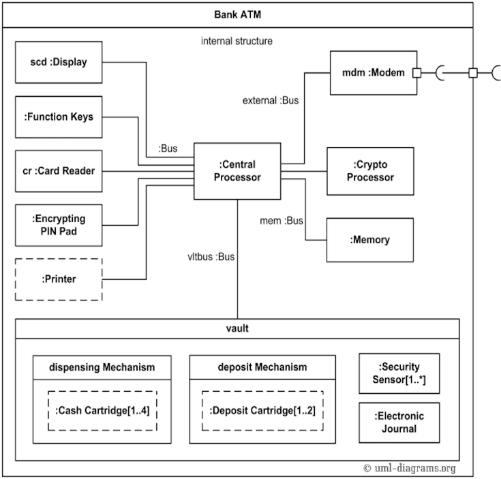 Bank ATM
internal structure
scd :Display
mdm :Modem
external :Bus
:Function Keys
:Bus
:Central
Processor
cr :Card Reader
:Crypto
Processor
:Encrypting
PIN Pad
mem :Bus
:Memory
vltbus :Bus
:Printer
vault
dispensing Mechanism
:Cash Cartridge[1..4]
deposit Mechanism
:Deposit Cartridge[1..2]
:Security
Sensor[1..*]
:Electronic
Journal
© uml-diagrams.org